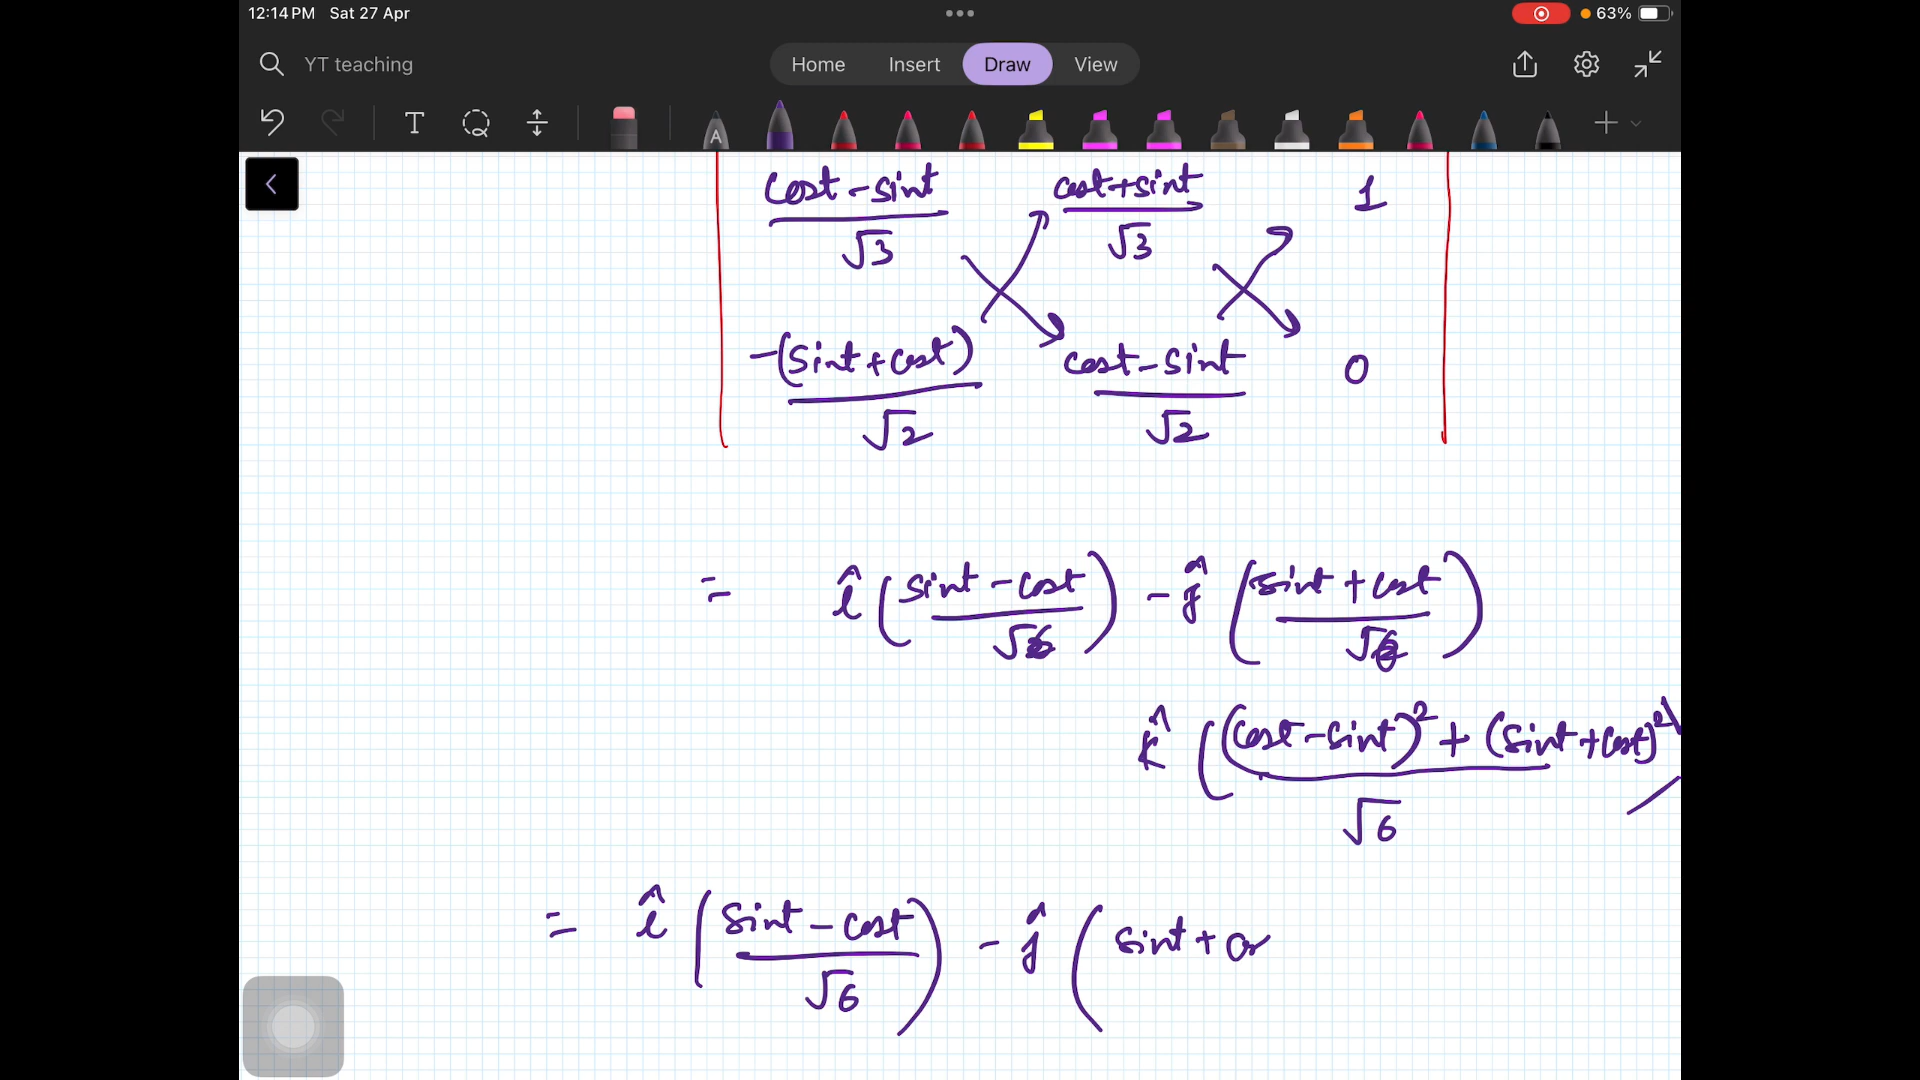 12:14 PM Sat 27 Apr 63%
YT teaching Home Insert Draw View
T A
cost - sint cost + sint 1
√3 √3
-(sint + cost) cost - sint 0
√2 √2
= î (sint - cost) - ĵ (sint + cost)
√6 √6
k̂ ((cost - sint)² + (sint + cost)²)
√6
= î (sint - cost) - ĵ (sint + co
√6